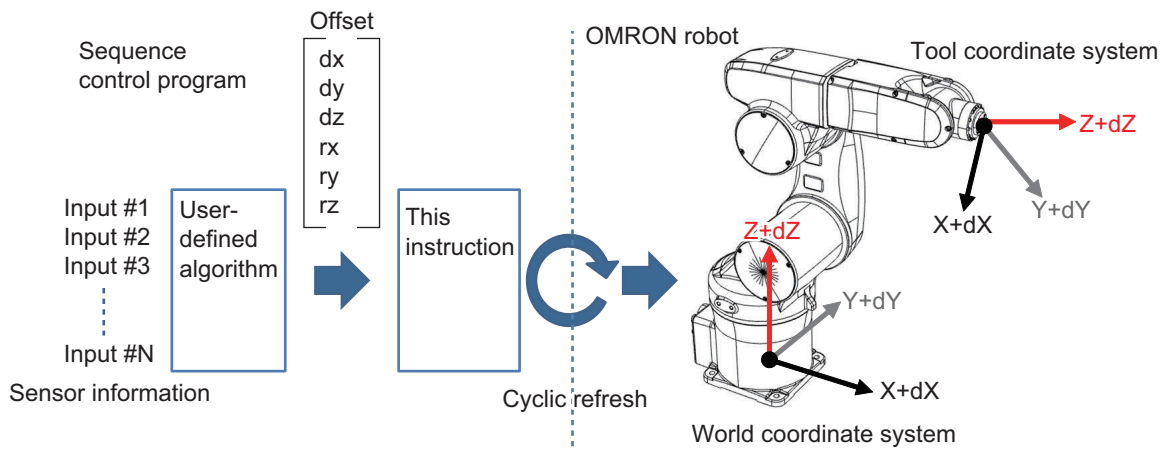 Offset
Sequence
control program
dx
dy
dz
rx
ry
rz
Input #1
Input #2
Input #3
Input #N
Sensor information
User-
defined
algorithm
This
instruction
Cyclic refresh
OMRON robot
Tool coordinate system
Z+dZ
Y+dY
X+dX
Z+dZ
Y+dY
X+dX
World coordinate system